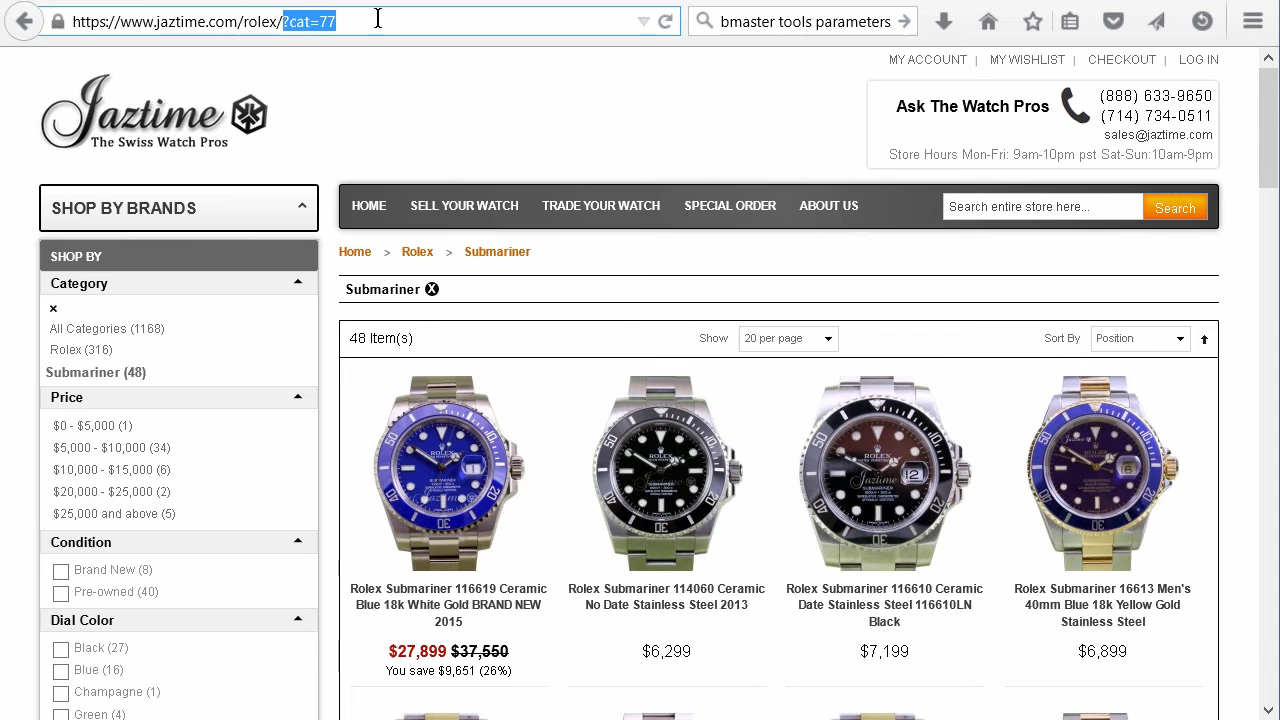 https://www.jaztime.com/rolex/?cat=77
bmaster tools parameters
MY ACCOUNT | MY WISHLIST | CHECKOUT | LOG IN
Jaztime
The Swiss Watch Pros
Ask The Watch Pros
(888) 633-9650
(714) 734-0511
sales@jaztime.com
Store Hours Mon-Fri: 9am-10pm pst Sat-Sun:10am-9pm
SHOP BY BRANDS
HOME SELL YOUR WATCH TRADE YOUR WATCH SPECIAL ORDER ABOUT US
Search entire store here...
Search
SHOP BY
Category
All Categories (1168)
Rolex (316)
Submariner (48)
Price
$0 - $5,000 (1)
$5,000 - $10,000 (34)
$10,000 - $15,000 (6)
$20,000 - $25,000
$25,000 and above
Condition
Brand New (8)
Pre-owned (40)
Dial Color
Black (27)
Blue (16)
Champagne (1)
Green (4)
Home > Rolex > Submariner
Submariner
48 Item(s)
Show 20 per page
Sort By Position
Rolex Submariner 116619 Ceramic
Blue 18k White Gold BRAND NEW
2015
$27,899 $37,550
You save $9,651 (26%)
Rolex Submariner 114060 Ceramic
No Date Stainless Steel 2013
$6,299
Rolex Submariner 116610 Ceramic
Date Stainless Steel 116610LN
Black
$7,199
Rolex Submariner 16613 Men's
40mm Blue 18k Yellow Gold
Stainless Steel
$6,899